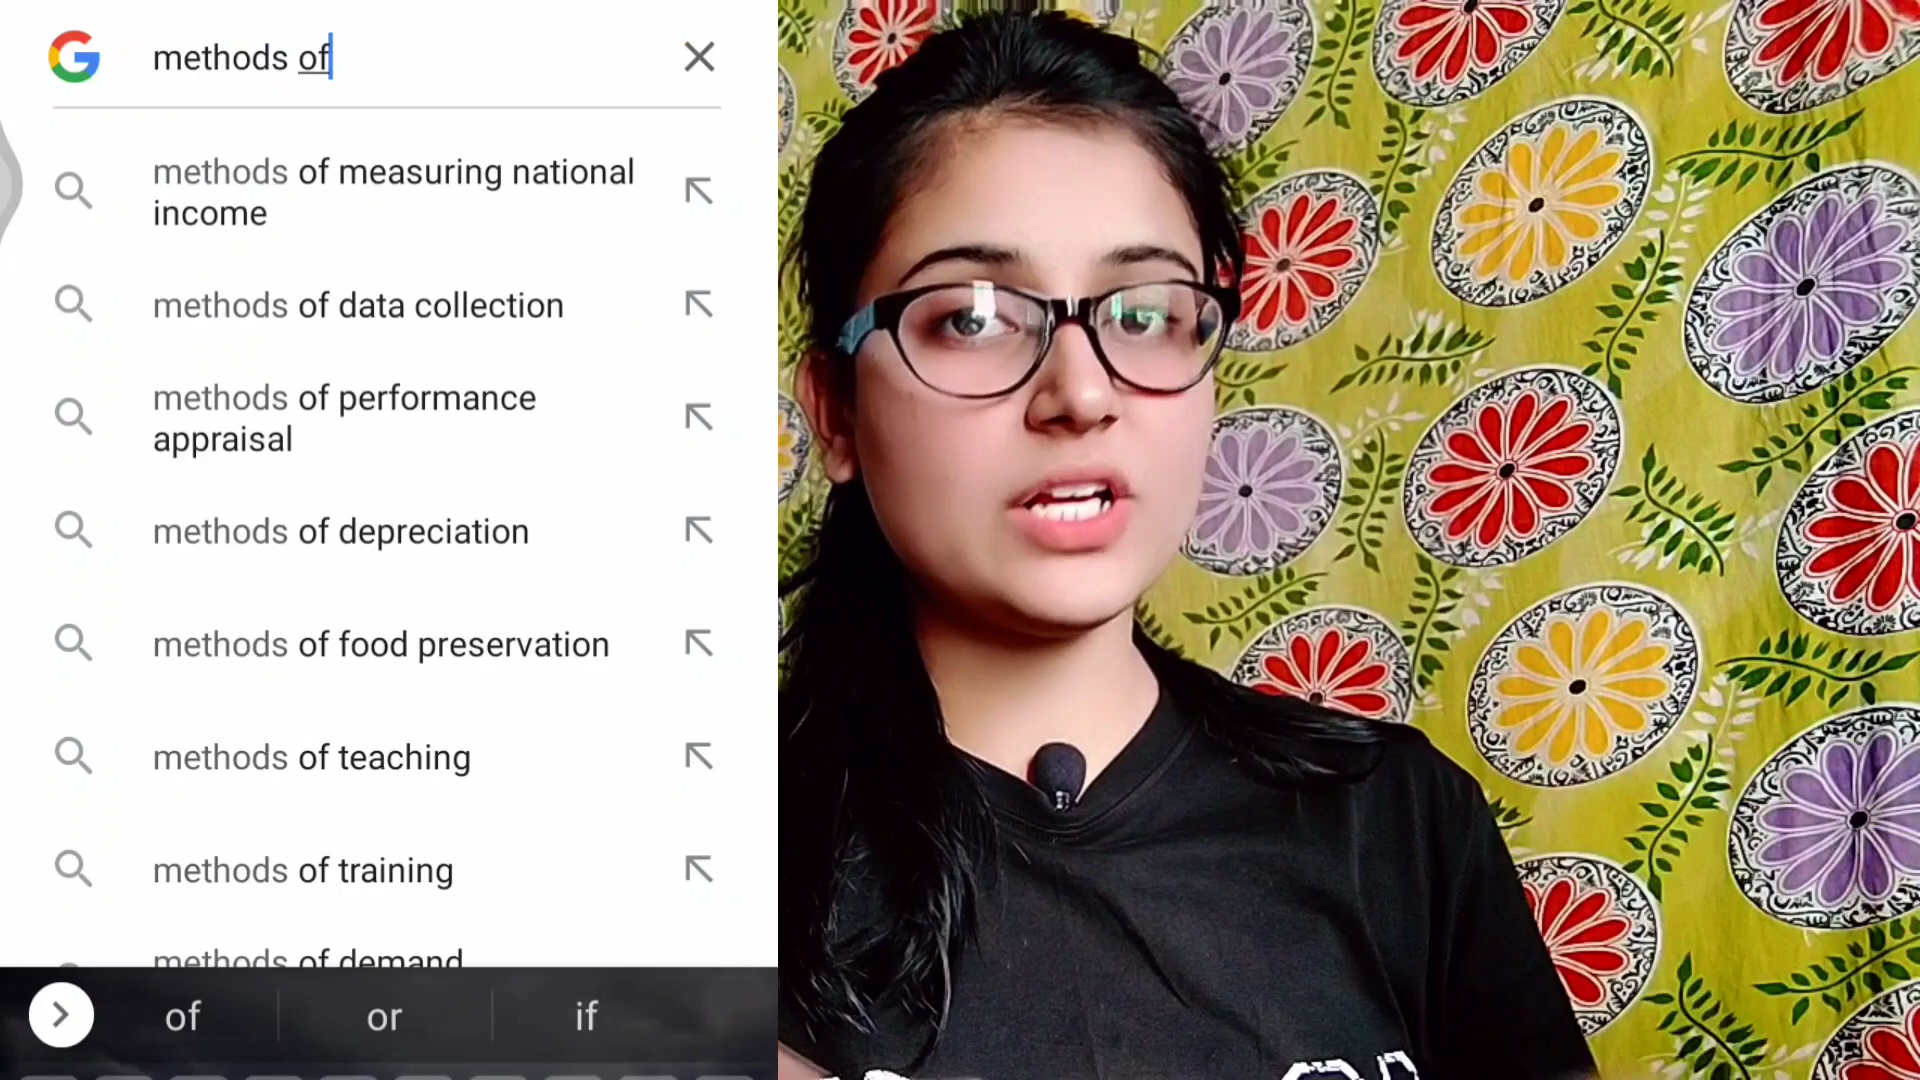 methods of
methods of measuring national
income
methods of data collection
methods of performance
appraisal
methods of depreciation
methods of food preservation
methods of teaching
methods of training
methods of demand
of or if